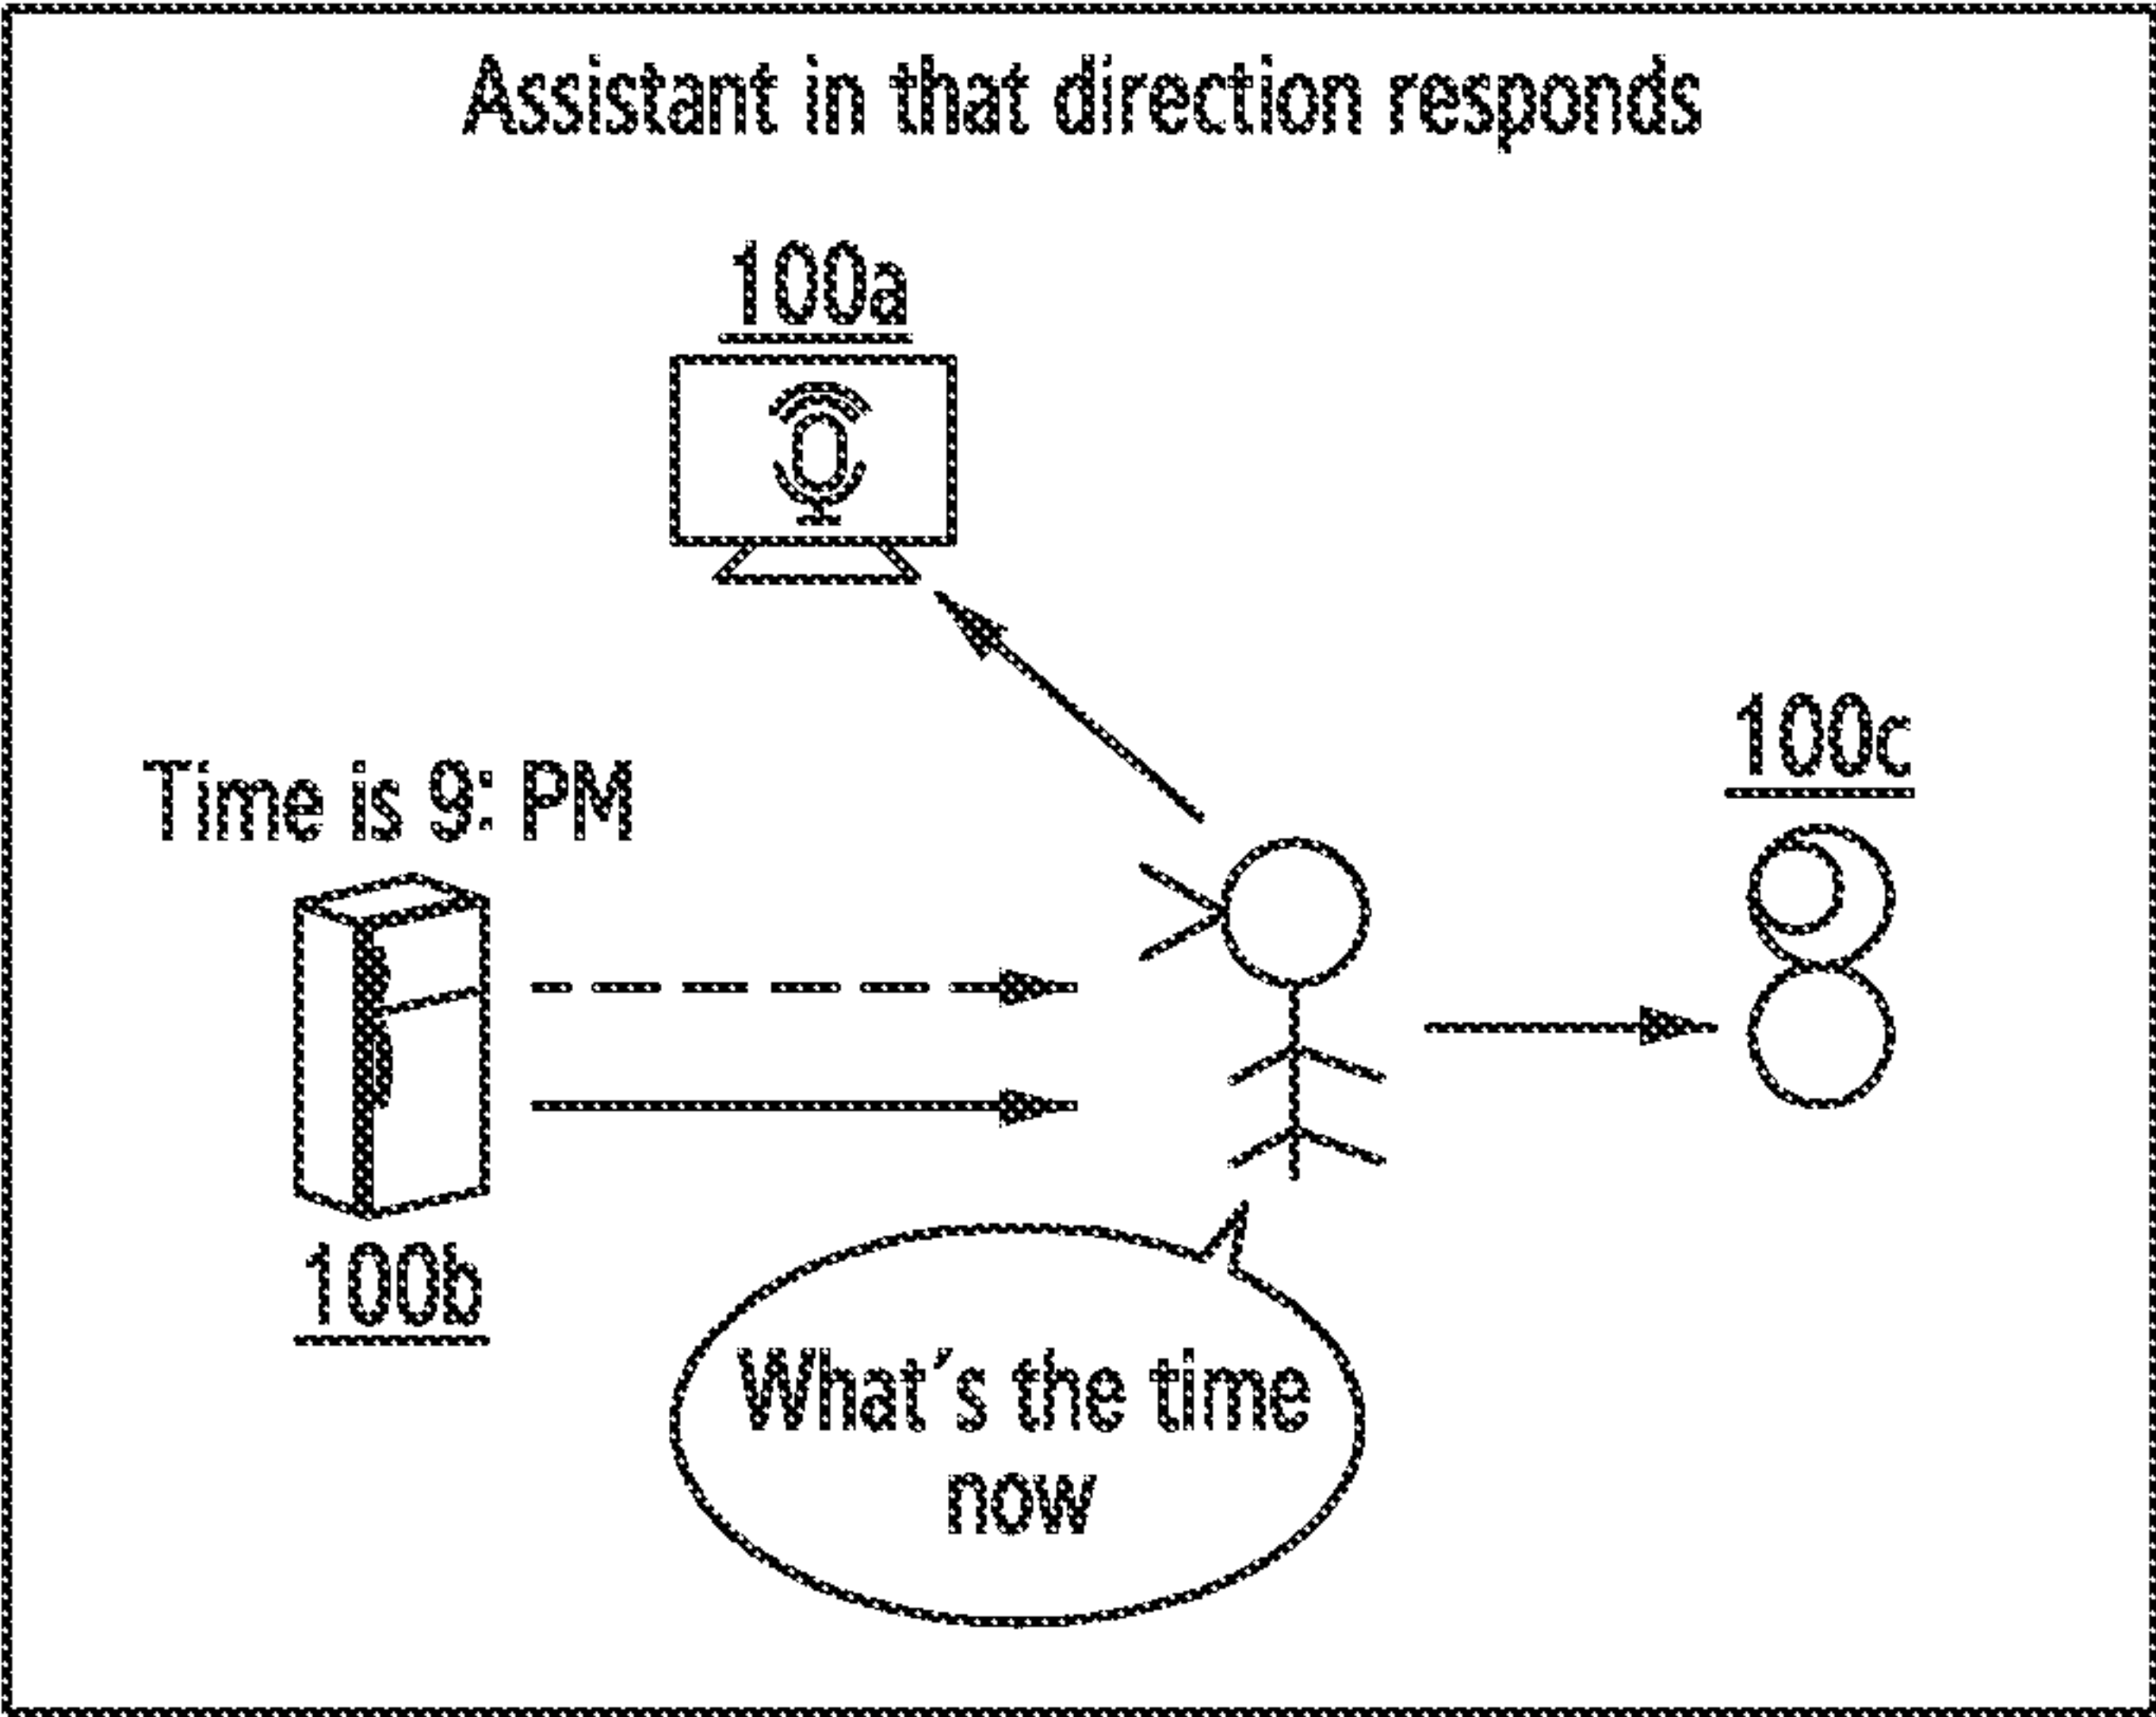 Assistant in that direction responds
100a
100c
Time is 9: PM
100b
What's the time
now